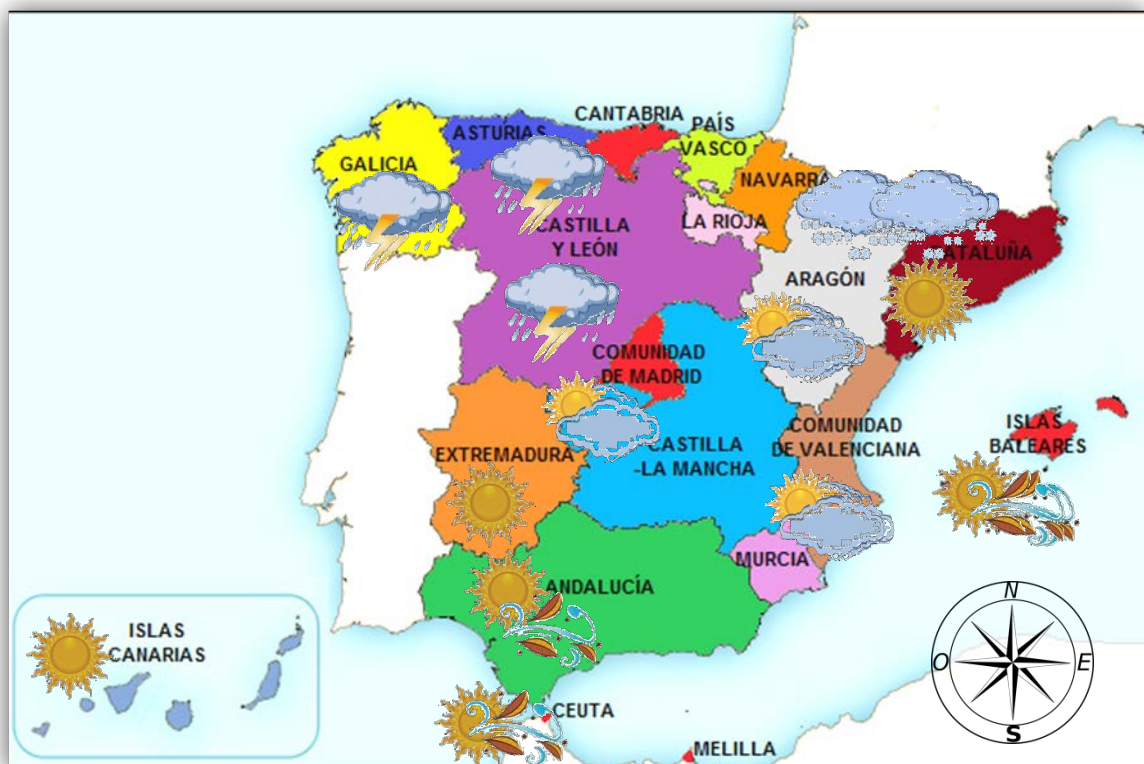 CANTABRIA
PAÍS
VASCO
ASTURIAS
GALICIA
NAVARRA
LA RIOJA
CASTILLA
Y LEÓN
ATALUÑA
ARAGÓN
COMUNIDAD
DE MADRID
EXTREMADURA
CASTILLA
-LA MANCHA
COMUNIDAD
DE VALENCIANA
ISLAS
BALEARES
MURCIA
ANDALUCÍA
ISLAS
CANARIAS
CEUTA
MELILLA
N
O
E
S